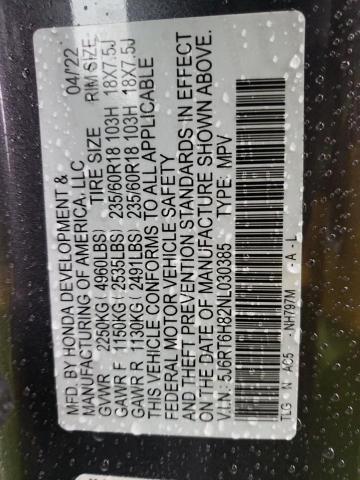 MFD. BY HONDA DEVELOPMENT & 04/22
MANUFACTURING OF AMERICA, LLC
TIRE SIZE RIM SIZE
GVWR 2250KG( 4960LBS)
GAWR F 1150KG( 2535LBS) 235/60R18 103H 18X7.5J
GAWR R 1130KG( 2491LBS) 235/60R18 103H 18X7.5J
THIS VEHICLE CONFORMS TO ALL APPLICABLE
FEDERAL MOTOR VEHICLE SAFETY
AND THEFT PREVENTION STANDARDS IN EFFECT
ON THE DATE OF MANUFACTURE SHOWN ABOVE.
V.I.N.: 5J6RT6H82NL030385 TYPE: MPV
TLG N AC5 NH797M - A - L